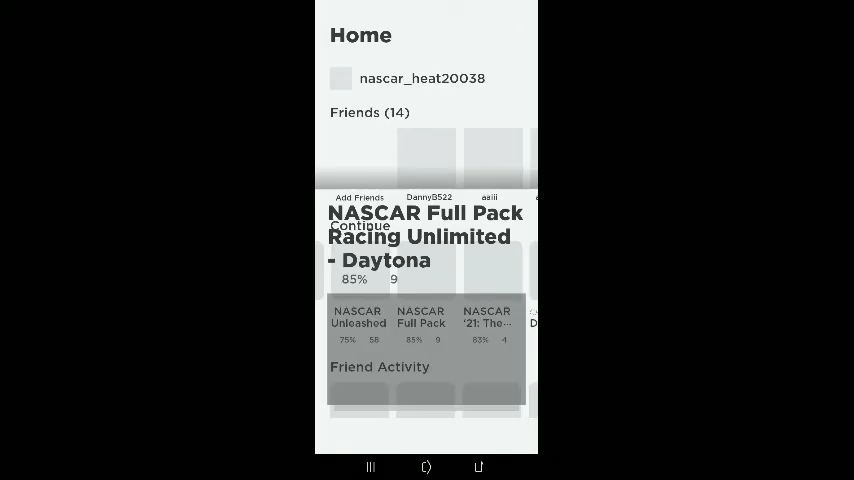 Home
nascar_heat20038
Friends (14)
Add Friends DannyB522 aaiii
NASCAR Full Pack
Continue
Racing Unlimited
- Daytona
85% 9
NASCAR Unleashed
NASCAR Full Pack
NASCAR '21: The...
75% 58 85% 9 83% 4
Friend Activity